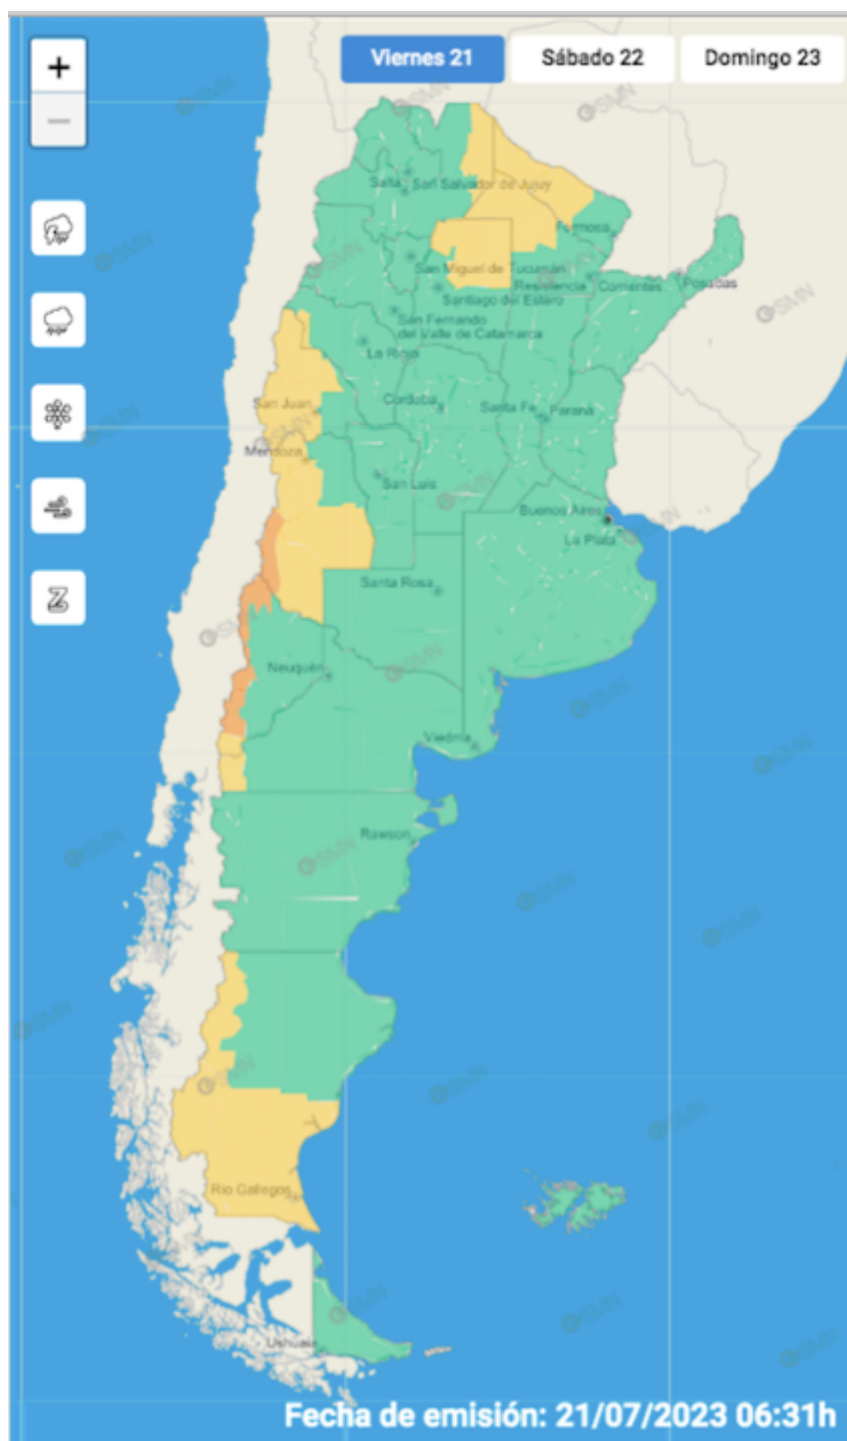 +
Viernes 21
Sábado 22
Domingo 23
−
SMN
Salta
San Salvador de Jujuy
Formosa
San Miguel de Tucumán
Resistencia
Corrientes
Posadas
Santiago del Estero
San Fernando
del Valle de Catamarca
La Rioja
San Juan
Córdoba
Santa Fe
Paraná
Mendoza
San Luis
Buenos Aires
La Plata
Santa Rosa
Neuquén
Viedma
Rawson
Río Gallegos
Ushuaia
Fecha de emisión: 21/07/2023 06:31h